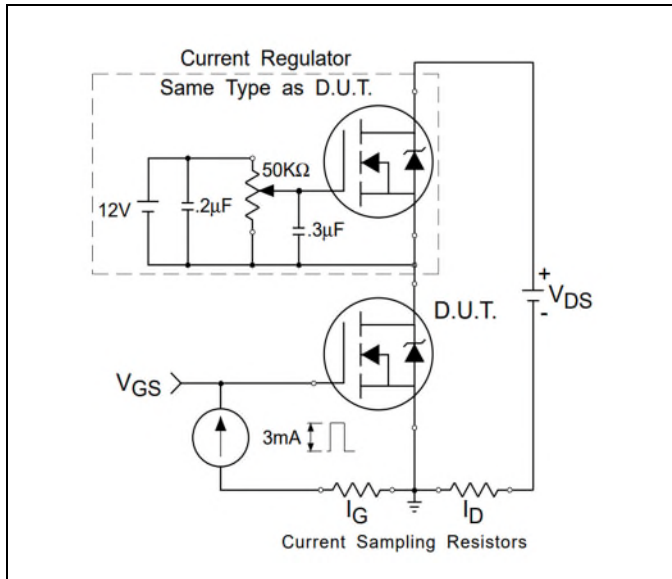 Current Regulator
Same Type as D.U.T.
50KΩ
12V
.2μF
.3μF
+
VDS
-
D.U.T.
VGS
3mA
IG
ID
Current Sampling Resistors